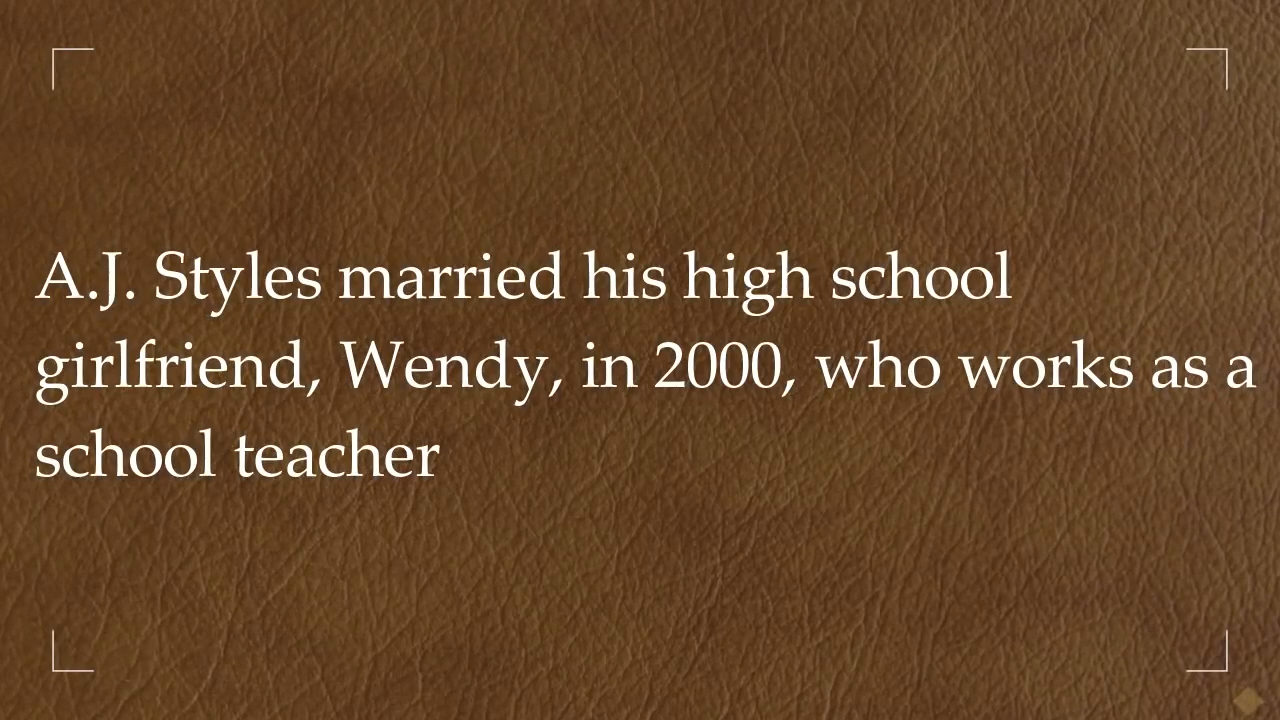 A.J. Styles married his high school
girlfriend, Wendy, in 2000, who works as a
school teacher